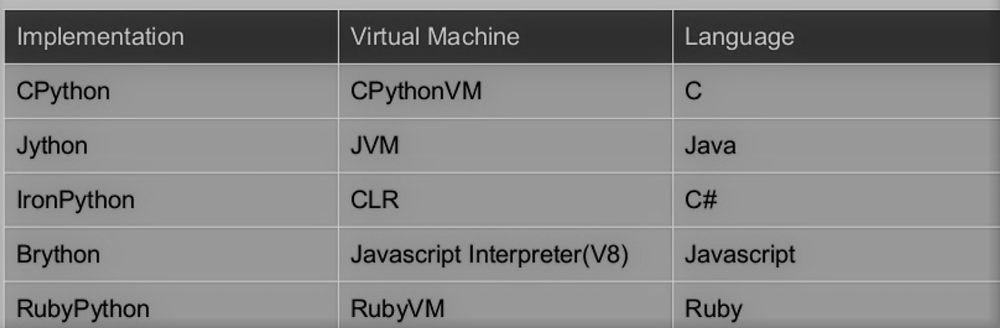 Implementation Virtual Machine Language
CPython CPythonVM C
Jython JVM Java
IronPython CLR C#
Brython Javascript Interpreter(V8) Javascript
RubyPython RubyVM Ruby